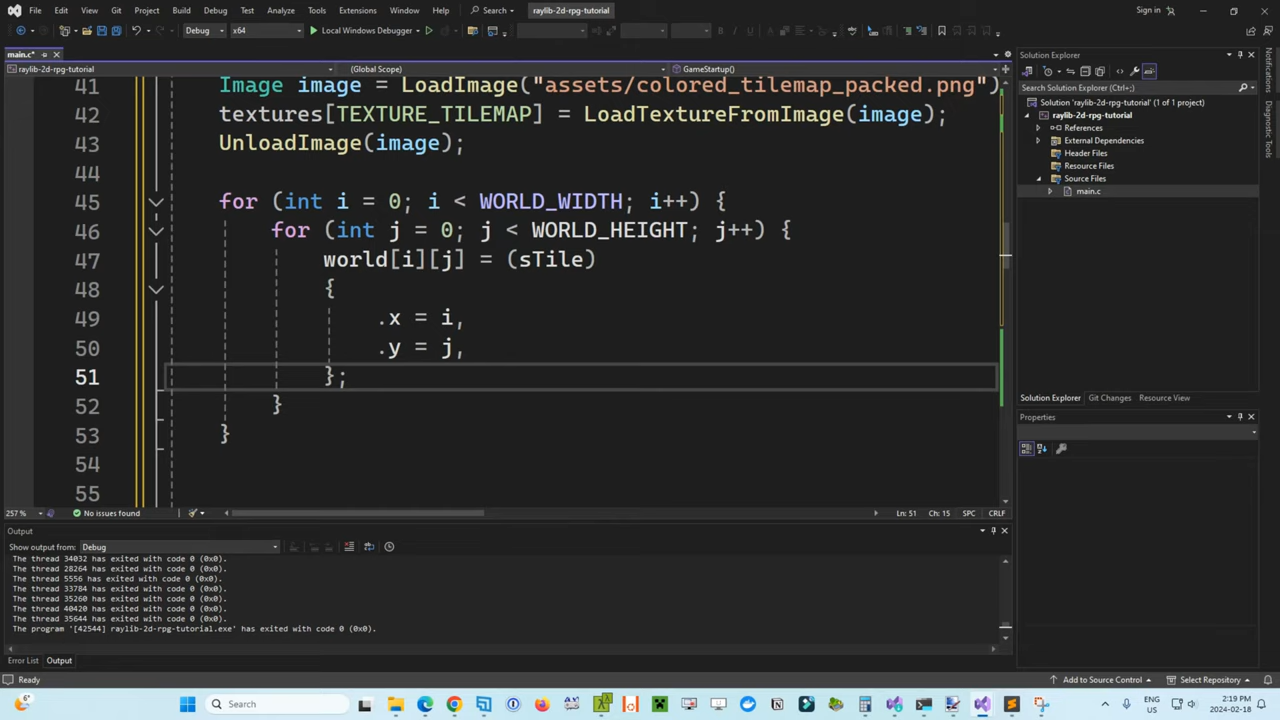 File Edit View Git Project Build Debug Test Analyze Tools Extensions Window Help Search raylib-2d-rpg-tutorial Sign in
Debug x64 Local Windows Debugger
main.c*
raylib-2d-rpg-tutorial (Global Scope) GameStartup()
41 Image image = LoadImage("assets/colored_tilemap_packed.png")
42 textures[TEXTURE_TILEMAP] = LoadTextureFromImage(image);
43 UnloadImage(image);
44
45 for (int i = 0; i < WORLD_WIDTH; i++) {
46 for (int j = 0; j < WORLD_HEIGHT; j++) {
47 world[i][j] = (sTile)
48 {
49 .x = i,
50 .y = j,
51 };
52 }
53 }
54
55
257 % No issues found Ln: 51 Ch: 15 SPC CRLF
Output
Show output from: Debug
The thread 34032 has exited with code 0 (0x0).
The thread 28264 has exited with code 0 (0x0).
The thread 5556 has exited with code 0 (0x0).
The thread 33784 has exited with code 0 (0x0).
The thread 35260 has exited with code 0 (0x0).
The thread 40420 has exited with code 0 (0x0).
The thread 35644 has exited with code 0 (0x0).
The program '[42544] raylib-2d-rpg-tutorial.exe' has exited with code 0 (0x0).
Error List Output
Solution Explorer
Search Solution Explorer (Ctrl+;)
Solution 'raylib-2d-rpg-tutorial' (1 of 1 project)
raylib-2d-rpg-tutorial
References
External Dependencies
Header Files
Resource Files
Source Files
main.c
Solution Explorer Git Changes Resource View
Properties
Notifications
Diagnostic Tools
Ready Add to Source Control Select Repository
6° Search ENG US 2:19 PM 2024-02-18